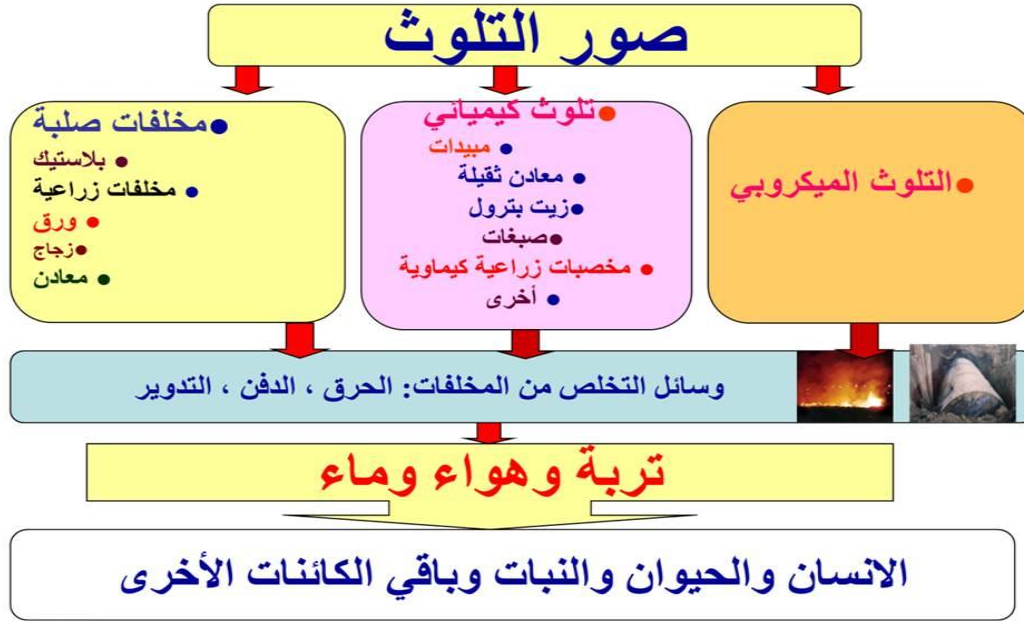 صور التلوث
●التلوث الميكروبي
●تلوث كيميائي
● مبيدات
● معادن ثقيلة
●زيت بترول
●صبغات
● مخصبات زراعية كيماوية
● أخرى
●مخلفات صلبة
● بلاستيك
● مخلفات زراعية
● ورق
●زجاج
● معادن
وسائل التخلص من المخلفات: الحرق ، الدفن ، التدوير
تربة وهواء وماء
الانسان والحيوان والنبات وباقي الكائنات الأخرى